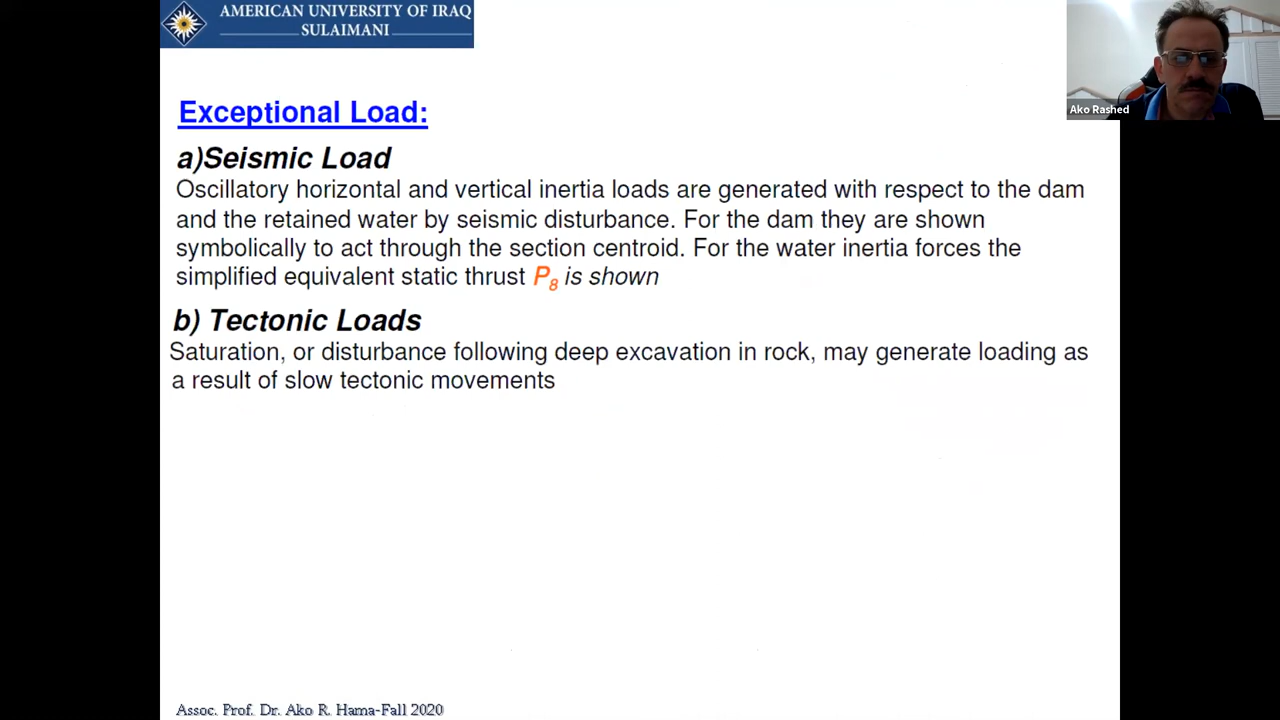 AMERICAN UNIVERSITY OF IRAQ
SULAIMANI
Ako Rashed
Exceptional Load:
a)Seismic Load
Oscillatory horizontal and vertical inertia loads are generated with respect to the dam
and the retained water by seismic disturbance. For the dam they are shown
symbolically to act through the section centroid. For the water inertia forces the
simplified equivalent static thrust P8 is shown
b) Tectonic Loads
Saturation, or disturbance following deep excavation in rock, may generate loading as
a result of slow tectonic movements
Assoc. Prof. Dr. Ako R. Hama-Fall 2020